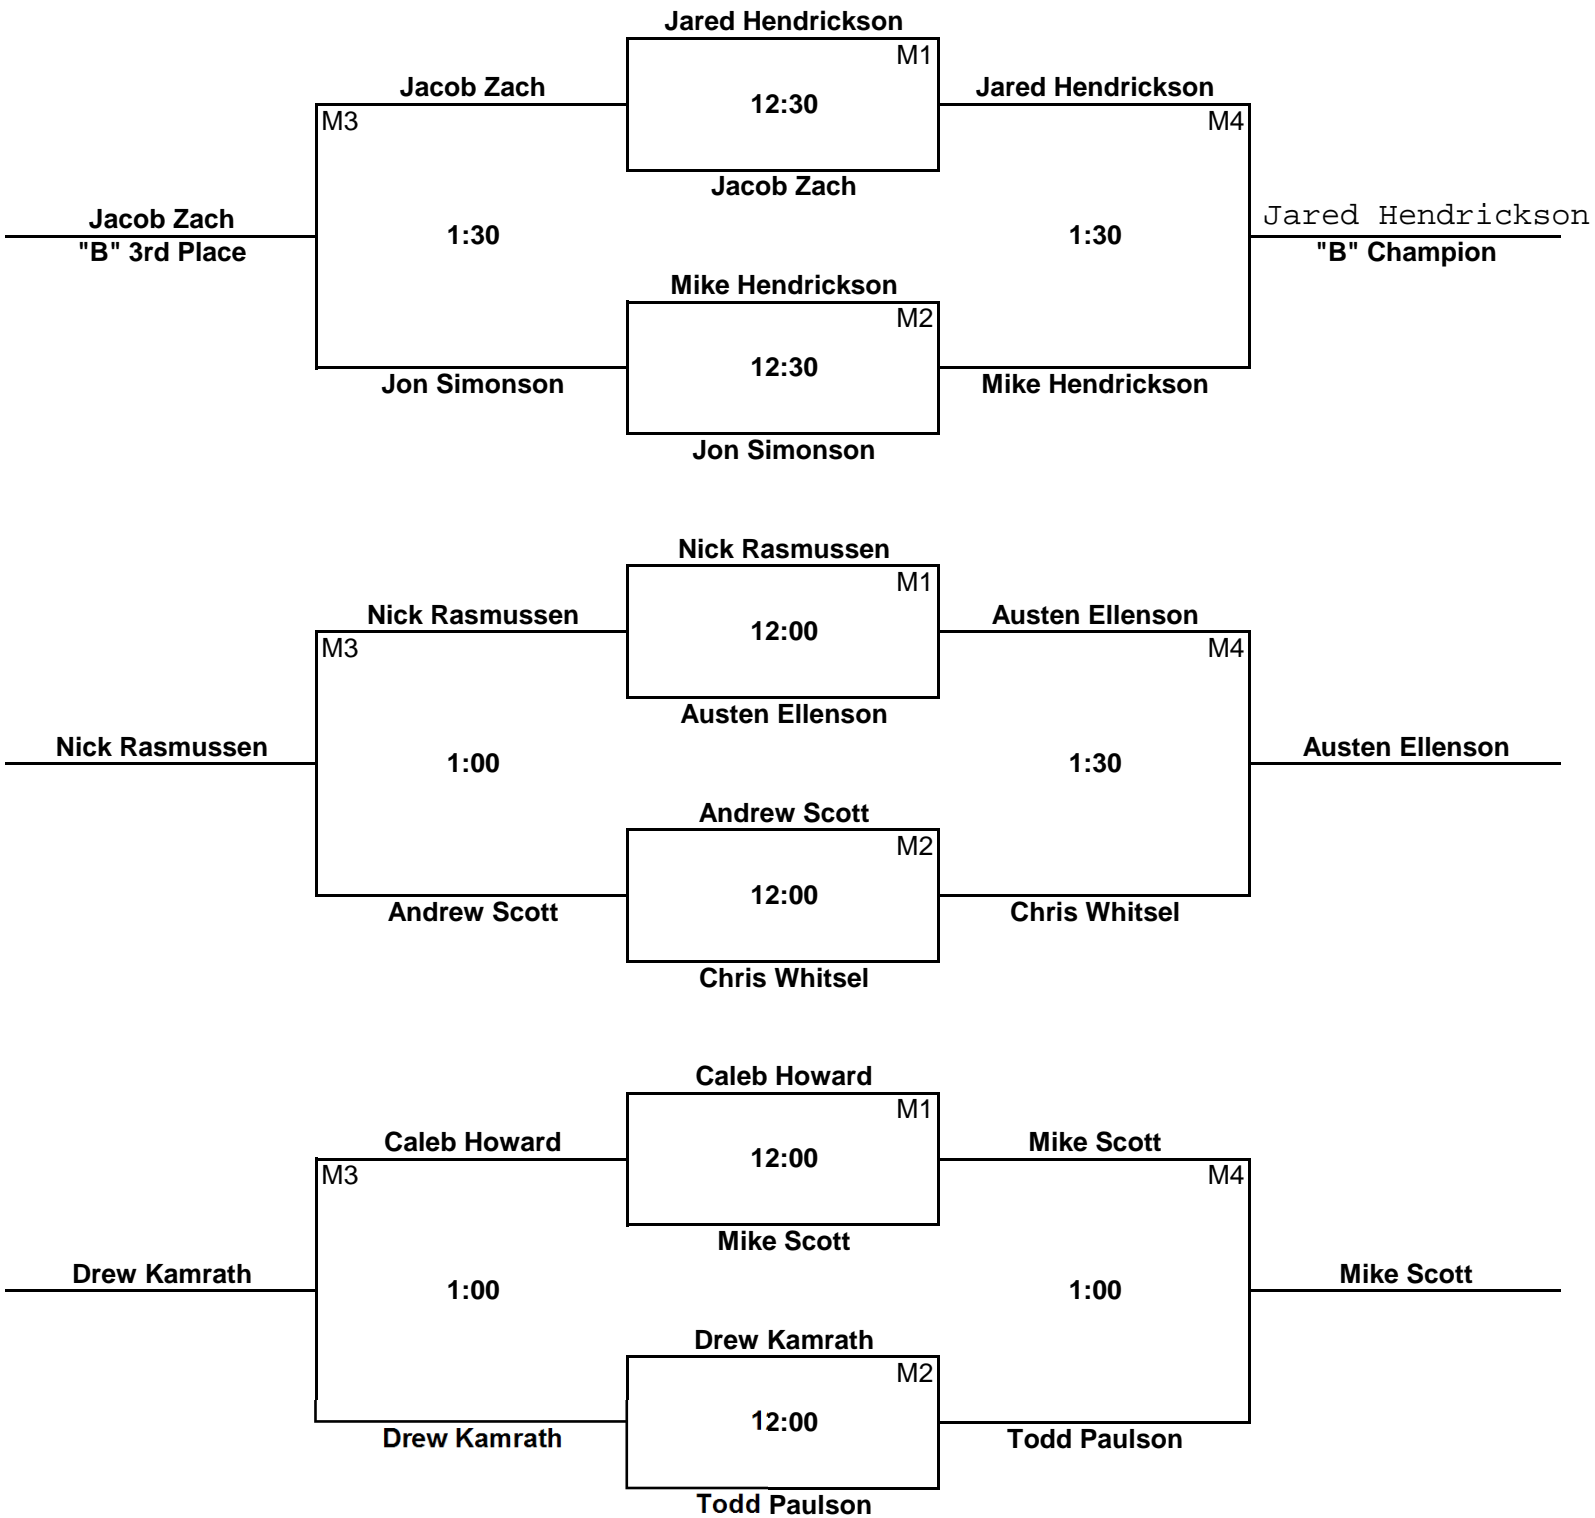 Jared Hendrickson
M1
Jacob Zach
12:30
Jared Hendrickson
M3
M4
Jacob Zach
Jacob Zach
1:30
1:30
Jared Hendrickson
"B" 3rd Place
"B" Champion
Mike Hendrickson
M2
12:30
Jon Simonson
Mike Hendrickson
Jon Simonson
Nick Rasmussen
M1
Nick Rasmussen
12:00
Austen Ellenson
M3
M4
Austen Ellenson
Nick Rasmussen
1:00
1:30
Austen Ellenson
Andrew Scott
M2
12:00
Andrew Scott
Chris Whitsel
Chris Whitsel
Caleb Howard
M1
Caleb Howard
12:00
Mike Scott
M3
M4
Mike Scott
Drew Kamrath
1:00
1:00
Mike Scott
Drew Kamrath
M2
12:00
Drew Kamrath
Todd Paulson
Todd Paulson